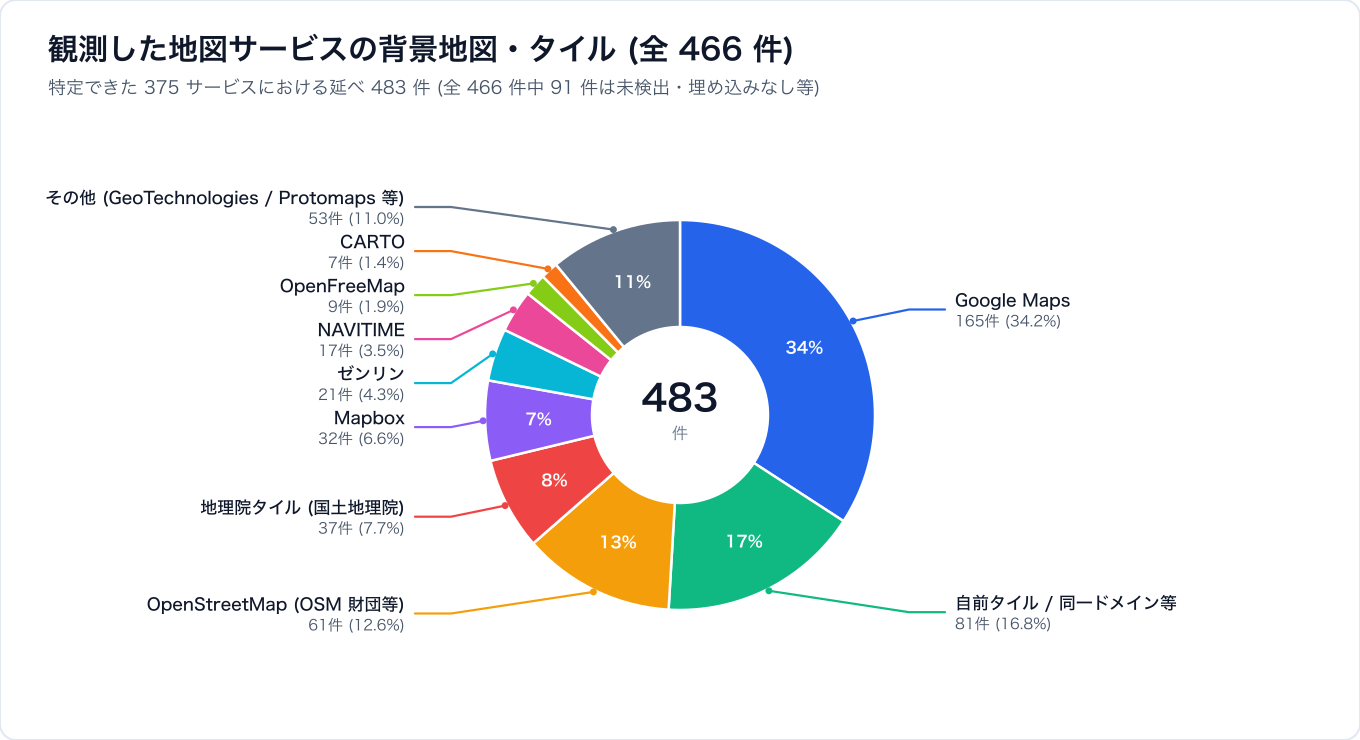 観測した地図サービスの背景地図・タイル (全 466 件)
特定できた 375 サービスにおける延べ 483 件 (全 466 件中 91 件は未検出・埋め込みなし等)
その他 (GeoTechnologies / Protomaps 等)
53件 (11.0%)
CARTO
7件 (1.4%)
OpenFreeMap
9件 (1.9%)
NAVITIME
17件 (3.5%)
ゼンリン
21件 (4.3%)
Mapbox
32件 (6.6%)
地理院タイル (国土地理院)
37件 (7.7%)
OpenStreetMap (OSM 財団等)
61件 (12.6%)
11%
34%
7%
8%
13%
17%
483
件
Google Maps
165件 (34.2%)
自前タイル / 同一ドメイン等
81件 (16.8%)